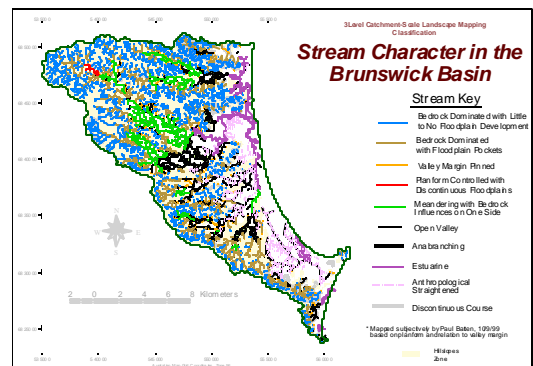 3Level Catchment-Scale Landscape Mapping
Classification
Stream Character in the
Brunswick Basin
Stream Key
Bedrock Dominated with Little
to No Floodplain Development
Bedrock Dominated
with Floodplain Pockets
Valley Margin Pinned
Planform Controlled with
Discontinuous Floodplains
Meandering with Bedrock
Influences on One Side
Open Valley
Anabranching
Estuarine
Anthropological
Straightened
Discontinuous Course
* Mapped subjectively by Paul Baten, 109/99
based on planform and relation to valley margin
Hillslopes
Zone
N
W E
S
2 0 2 4 6 8 Kilometers